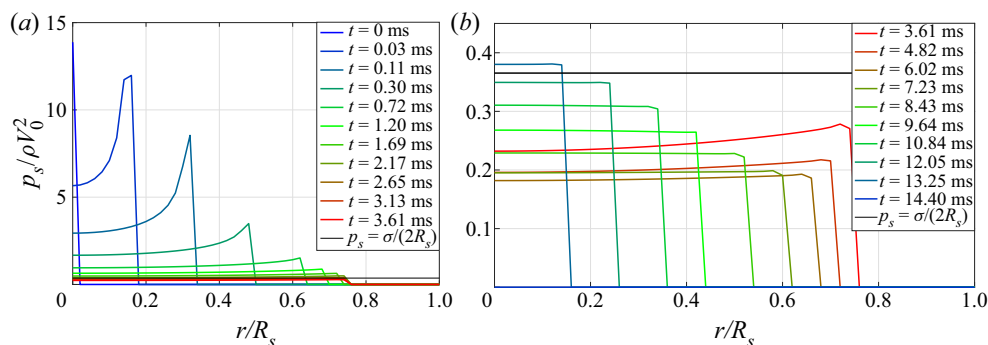 (a)
15
10
5
0
0.2
0.4
0.6
0.8
1.0
r/R_s
p_s/ρV_0^2
t = 0 ms
t = 0.03 ms
t = 0.11 ms
t = 0.30 ms
t = 0.72 ms
t = 1.20 ms
t = 1.69 ms
t = 2.17 ms
t = 2.65 ms
t = 3.13 ms
t = 3.61 ms
p_s = σ/(2R_s)
(b)
0.4
0.3
0.2
0.1
0
0.2
0.4
0.6
0.8
1.0
r/R_s
t = 3.61 ms
t = 4.82 ms
t = 6.02 ms
t = 7.23 ms
t = 8.43 ms
t = 9.64 ms
t = 10.84 ms
t = 12.05 ms
t = 13.25 ms
t = 14.40 ms
p_s = σ/(2R_s)